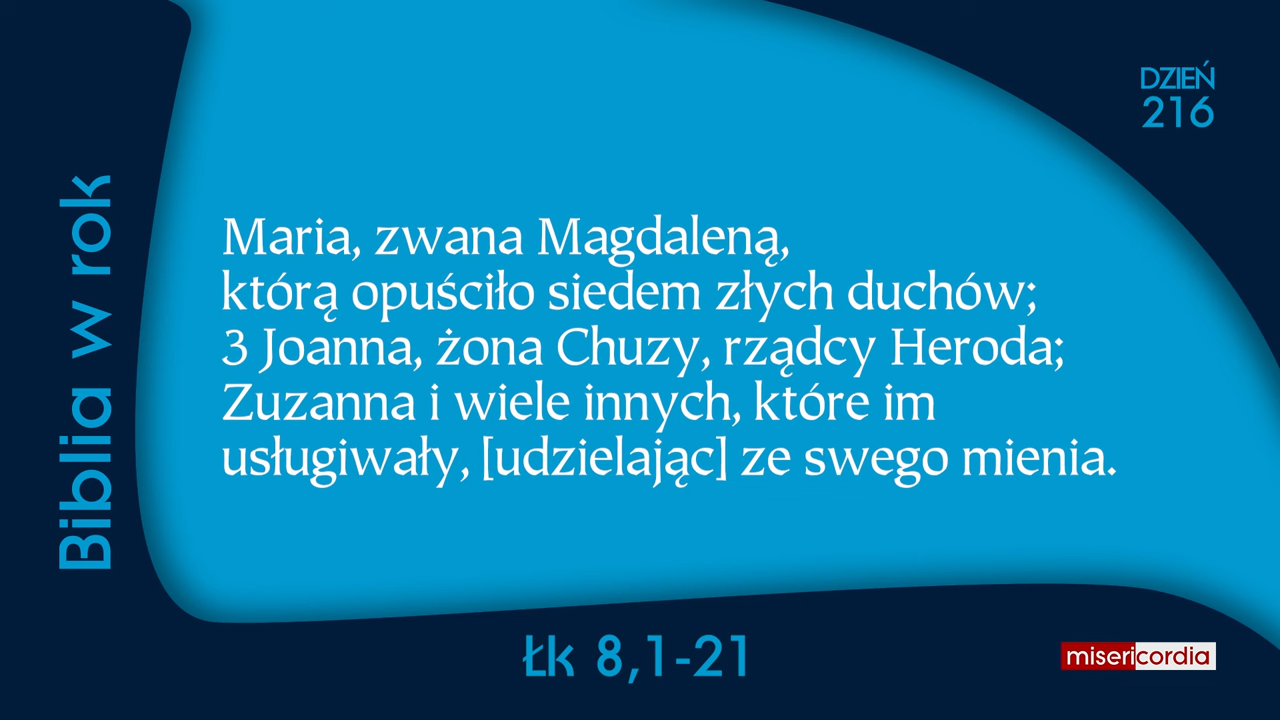 DZIEŃ
216
Biblia w rok
Maria, zwana Magdaleną,
którą opuściło siedem złych duchów;
3 Joanna, żona Chuzy, rządcy Heroda;
Zuzanna i wiele innych, które im
usługiwały, [udzielając] ze swego mienia.
Łk 8,1-21
misericordia